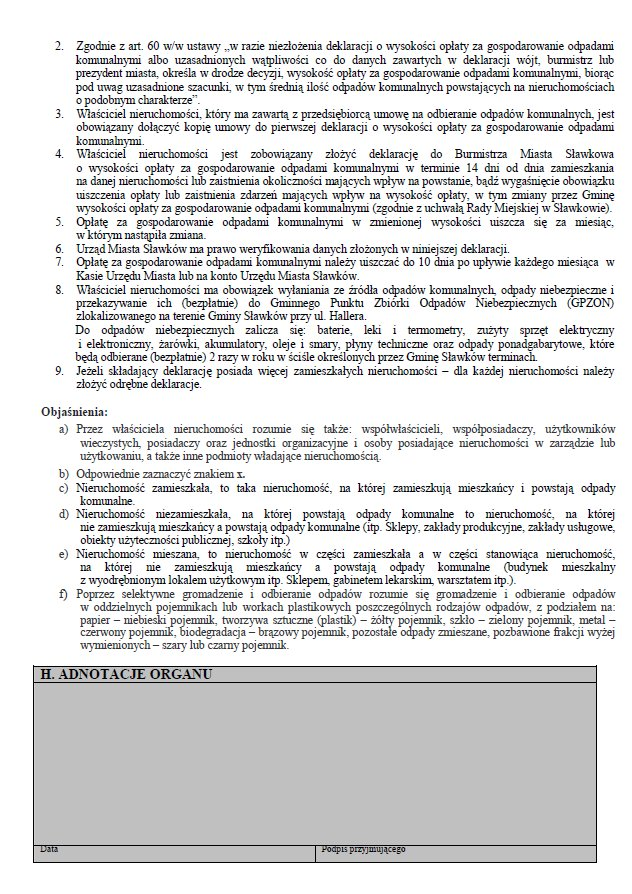 2. Zgodnie z art. 60 w/w ustawy „w razie niezłożenia deklaracji o wysokości opłaty za gospodarowanie odpadami
komunalnymi albo uzasadnionych wątpliwości co do danych zawartych w deklaracji wójt, burmistrz lub
prezydent miasta, określa w drodze decyzji, wysokość opłaty za gospodarowanie odpadami komunalnymi, biorąc
pod uwag uzasadnione szacunki, w tym średnią ilość odpadów komunalnych powstających na nieruchomościach
o podobnym charakterze”.
3. Właściciel nieruchomości, który ma zawartą z przedsiębiorcą umowę na odbieranie odpadów komunalnych, jest
obowiązany dołączyć kopię umowy do pierwszej deklaracji o wysokości opłaty za gospodarowanie odpadami
komunalnymi.
4. Właściciel nieruchomości jest zobowiązany złożyć deklarację do Burmistrza Miasta Sławkowa
o wysokości opłaty za gospodarowanie odpadami komunalnymi w terminie 14 dni od dnia zamieszkania
na danej nieruchomości lub zaistnienia okoliczności mających wpływ na powstanie, bądź wygaśnięcie obowiązku
uiszczenia opłaty lub zaistnienia zdarzeń mających wpływ na wysokość opłaty, w tym zmiany przez Gminę
wysokości opłaty za gospodarowanie odpadami komunalnymi (zgodnie z uchwałą Rady Miejskiej w Sławkowie).
5. Opłatę za gospodarowanie odpadami komunalnymi w zmienionej wysokości uiszcza się za miesiąc,
w którym nastąpiła zmiana.
6. Urząd Miasta Sławków ma prawo weryfikowania danych złożonych w niniejszej deklaracji.
7. Opłatę za gospodarowanie odpadami komunalnymi należy uiszczać do 10 dnia po upływie każdego miesiąca w
Kasie Urzędu Miasta lub na konto Urzędu Miasta Sławków.
8. Właściciel nieruchomości ma obowiązek wyłaniania ze źródła odpadów komunalnych, odpady niebezpieczne i
przekazywanie ich (bezpłatnie) do Gminnego Punktu Zbiórki Odpadów Niebezpiecznych (GPZON)
zlokalizowanego na terenie Gminy Sławków przy ul. Hallera.
Do odpadów niebezpiecznych zalicza się: baterie, leki i termometry, zużyty sprzęt elektryczny
i elektroniczny, żarówki, akumulatory, oleje i smary, płyny techniczne oraz odpady ponadgabarytowe, które
będą odbierane (bezpłatnie) 2 razy w roku w ściśle określonych przez Gminę Sławków terminach.
9. Jeżeli składający deklarację posiada więcej zamieszkałych nieruchomości – dla każdej nieruchomości należy
złożyć odrębne deklaracje.
Objaśnienia:
a) Przez właściciela nieruchomości rozumie się także: współwłaścicieli, współposiadaczy, użytkowników
wieczystych, posiadaczy oraz jednostki organizacyjne i osoby posiadające nieruchomości w zarządzie lub
użytkowaniu, a także inne podmioty władające nieruchomością.
b) Odpowiednie zaznaczyć znakiem x.
c) Nieruchomość zamieszkała, to taka nieruchomość, na której zamieszkują mieszkańcy i powstają odpady
komunalne.
d) Nieruchomość niezamieszkała, na której powstają odpady komunalne to nieruchomość, na której
nie zamieszkują mieszkańcy a powstają odpady komunalne (itp. Sklepy, zakłady produkcyjne, zakłady usługowe,
obiekty użyteczności publicznej, szkoły itp.)
e) Nieruchomość mieszana, to nieruchomość w części zamieszkała a w części stanowiąca nieruchomość,
na której nie zamieszkują mieszkańcy a powstają odpady komunalne (budynek mieszkalny
z wyodrębnionym lokalem użytkowym itp. Sklepem, gabinetem lekarskim, warsztatem itp.).
f) Poprzez selektywne gromadzenie i odbieranie odpadów rozumie się gromadzenie i odbieranie odpadów
w oddzielnych pojemnikach lub workach plastikowych poszczególnych rodzajów odpadów, z podziałem na:
papier – niebieski pojemnik, tworzywa sztuczne (plastik) – żółty pojemnik, szkło – zielony pojemnik, metal –
czerwony pojemnik, biodegradacja – brązowy pojemnik, pozostałe odpady zmieszane, pozbawione frakcji wyżej
wymienionych – szary lub czarny pojemnik.
H. ADNOTACJE ORGANU
Data Podpis przyjmującego